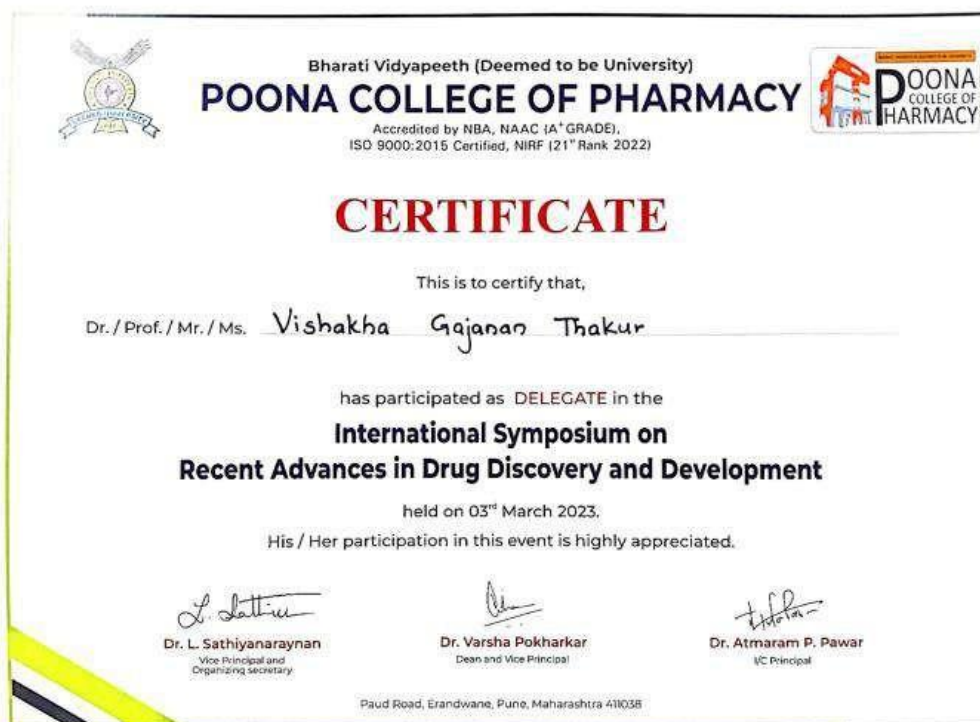 Bharati Vidyapeeth (Deemed to be University)
POONA COLLEGE OF PHARMACY
Accredited by NBA, NAAC (A+ GRADE),
ISO 9000:2015 Certified, NIRF (21st Rank 2022)
POONA
COLLEGE OF
PHARMACY
CERTIFICATE
This is to certify that,
Dr. / Prof. / Mr. / Ms. Vishakha Gajanan Thakur
has participated as DELEGATE in the
International Symposium on
Recent Advances in Drug Discovery and Development
held on 03rd March 2023.
His / Her participation in this event is highly appreciated.
Dr. L. Sathiyanaraynan
Vice Principal and
Organizing secretary
Dr. Varsha Pokharkar
Dean and Vice Principal
Dr. Atmaram P. Pawar
I/C Principal
Paud Road, Erandwane, Pune, Maharashtra 411038